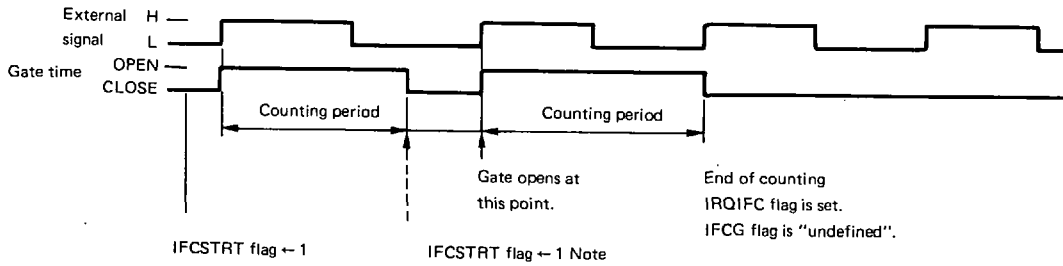 External H
signal L
Gate time OPEN
CLOSE
Counting period
Counting period
Gate opens at
this point.
End of counting
IRQIFC flag is set.
IFCG flag is "undefined".
IFCSTRT flag ← 1
IFCSTRT flag ← 1 Note